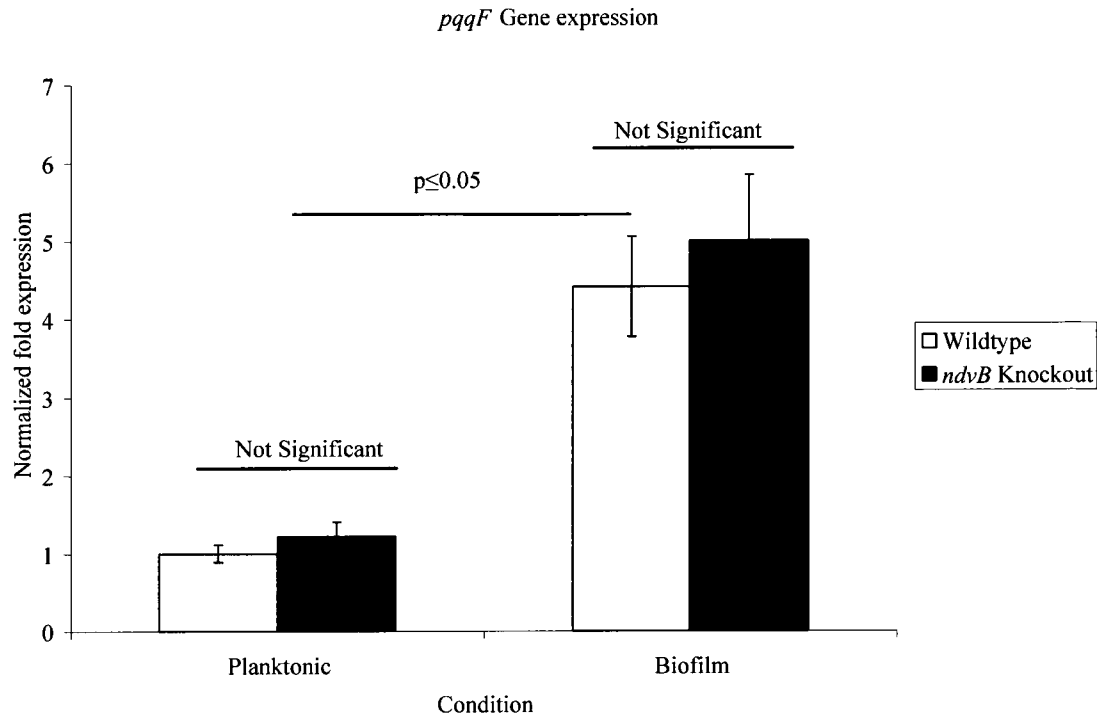 pqqF Gene expression
7
6
5
4
3
2
1
0
Normalized fold expression
Not Significant
p≤0.05
Not Significant
Wildtype
ndvB Knockout
Planktonic
Biofilm
Condition